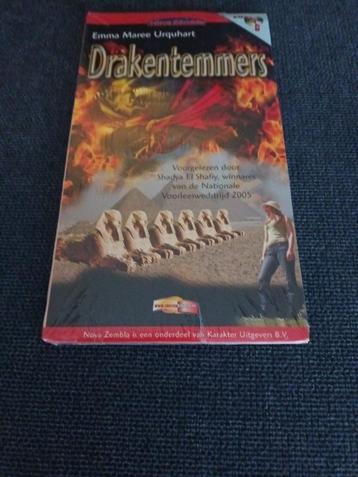 Emma Maree Urquhart
Drakentemmers
Voorgelezen door
Shadya El Shafiy, winnares
van de Nationale
Voorleeswedstrijd 2005
Nova Zembla is een onderdeel van Karakter Uitgevers B.V.